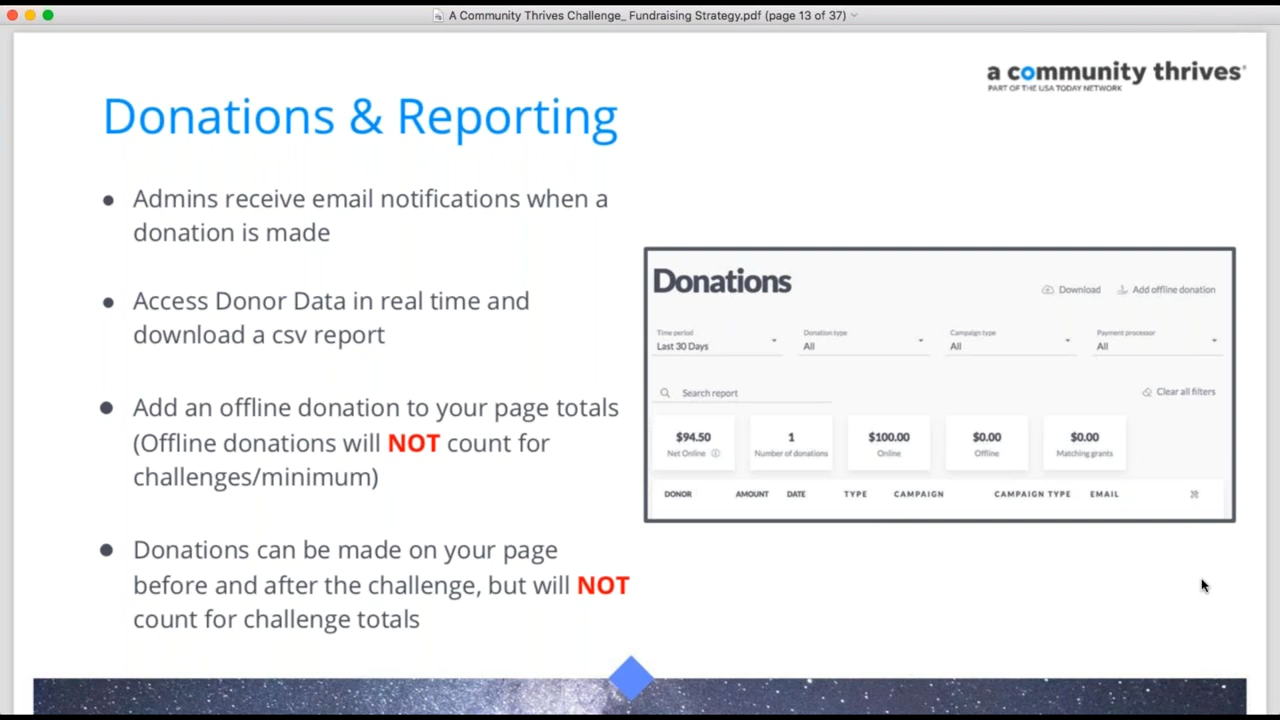 A Community Thrives Challenge_ Fundraising Strategy.pdf (page 13 of 37)
a community thrives
PART OF THE USA TODAY NETWORK
Donations & Reporting
● Admins receive email notifications when a
donation is made
● Access Donor Data in real time and
download a csv report
● Add an offline donation to your page totals
(Offline donations will NOT count for
challenges/minimum)
● Donations can be made on your page
before and after the challenge, but will NOT
count for challenge totals
Donations
Download Add offline donation
Time period Donation type Campaign type Payment processor
Last 30 Days All All All
Search report Clear all filters
$94.50 1 $100.00 $0.00 $0.00
Net Online Number of donations Online Offline Matching grants
DONOR AMOUNT DATE TYPE CAMPAIGN CAMPAIGN TYPE EMAIL